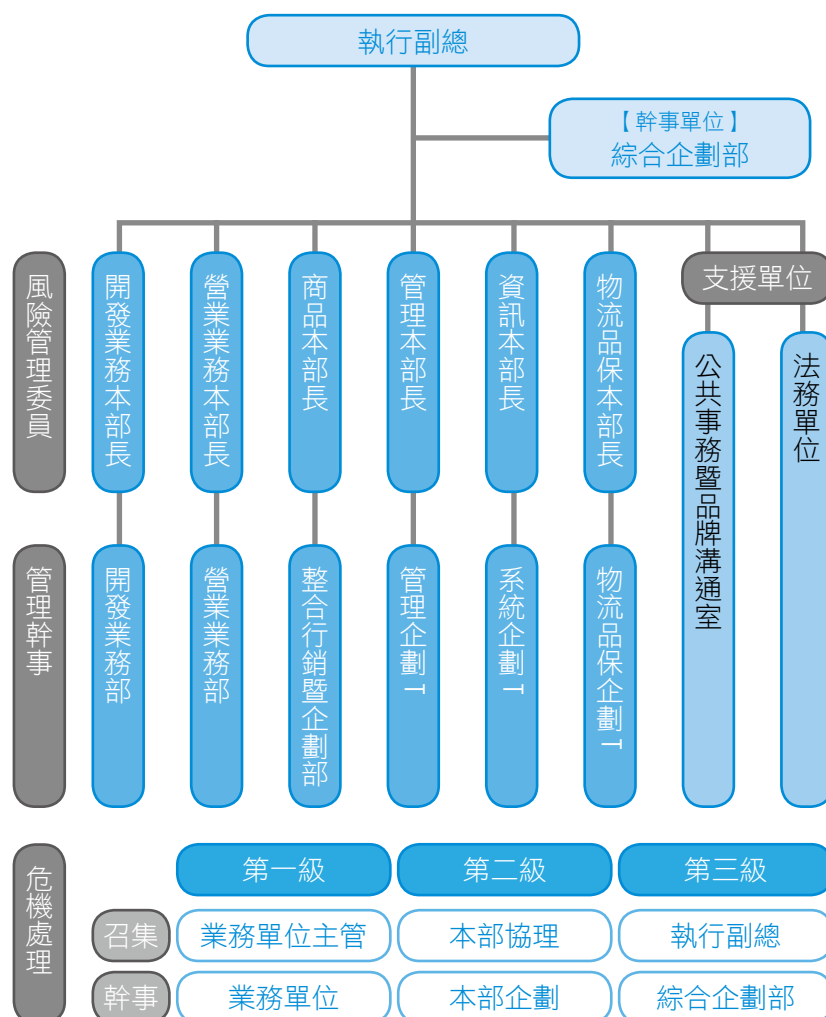 執行副總
【幹事單位】
綜合企劃部
風險管理委員
開發業務本部長
營業業務本部長
商品本部長
管理本部長
資訊本部長
物流品保本部長
支援單位
公共事務暨品牌溝通室
法務單位
管理幹事
開發業務部
營業業務部
整合行銷暨企劃部
管理企劃T
系統企劃T
物流品保企劃T
危機處理
第一級
第二級
第三級
召集
業務單位主管
本部協理
執行副總
幹事
業務單位
本部企劃
綜合企劃部